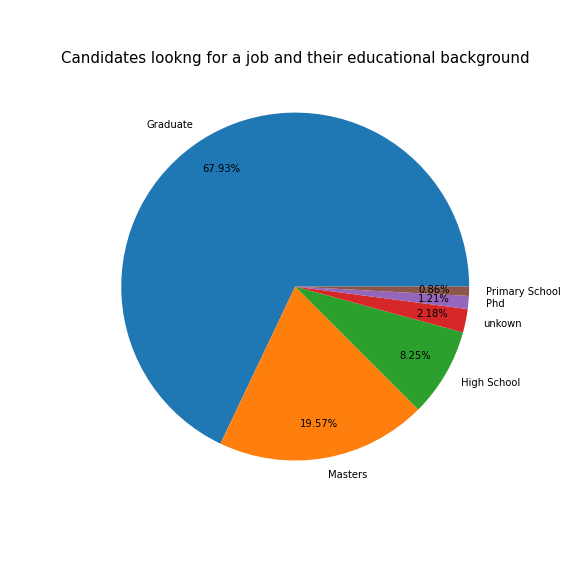 Candidates lookng for a job and their educational background
Graduate
67.93%
0.86%
Primary School
1.21%
Phd
2.18%
unkown
8.25%
High School
19.57%
Masters